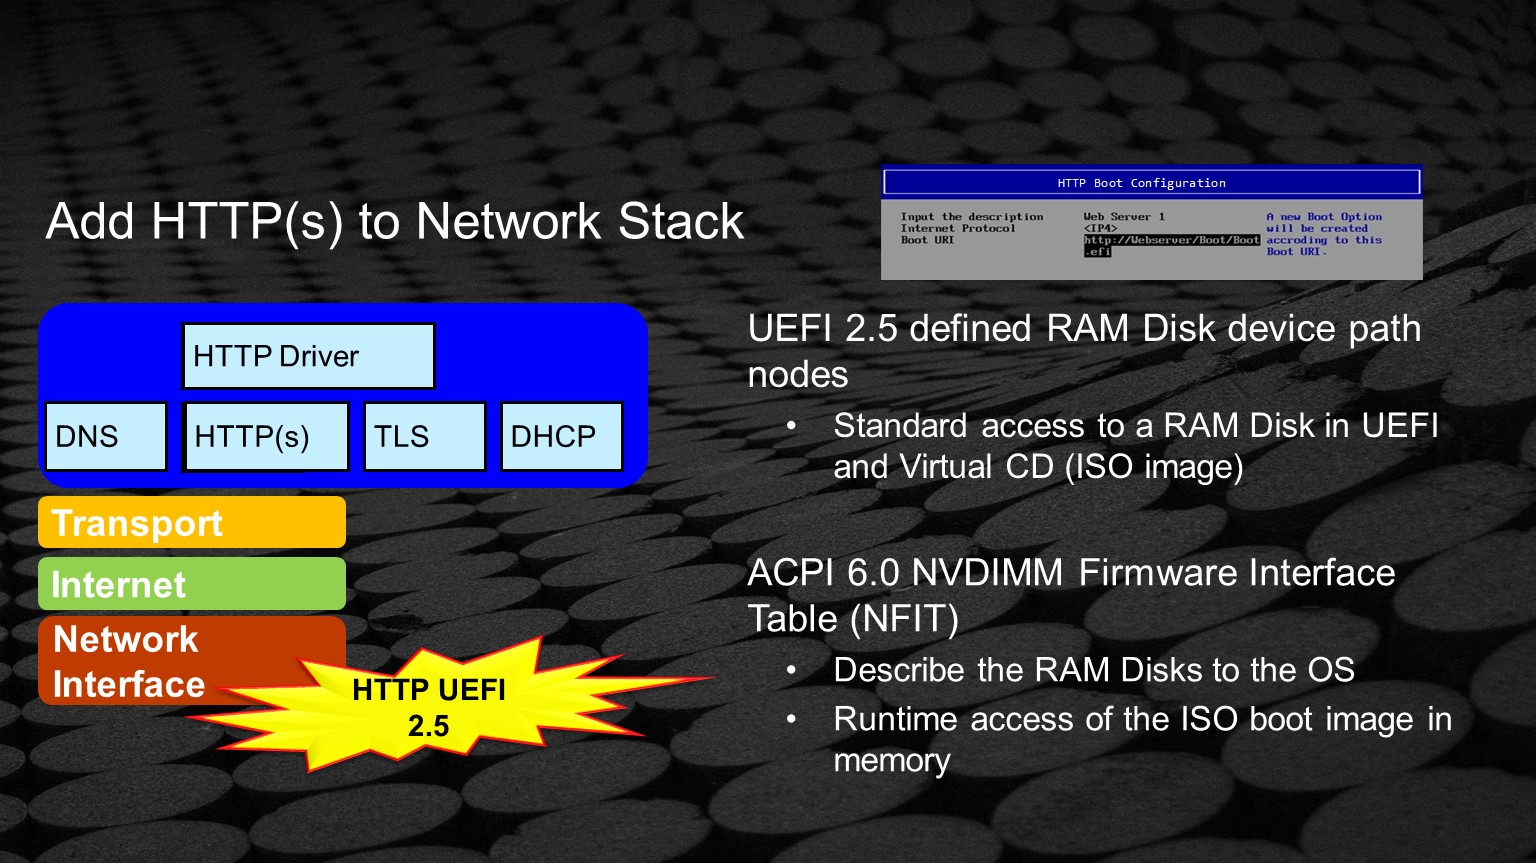 Add HTTP(s) to Network Stack
HTTP Boot Configuration
Input the description Web Server 1
Internet Protocol <IP4>
Boot URI http://Webserver/Boot/Boot
.efi
A new Boot Option
will be created
accroding to this
Boot URI.
HTTP Driver
DNS HTTP(s) TLS DHCP
Transport
Internet
Network
Interface
HTTP UEFI
2.5
UEFI 2.5 defined RAM Disk device path
nodes
• Standard access to a RAM Disk in UEFI
and Virtual CD (ISO image)
ACPI 6.0 NVDIMM Firmware Interface
Table (NFIT)
• Describe the RAM Disks to the OS
• Runtime access of the ISO boot image in
memory